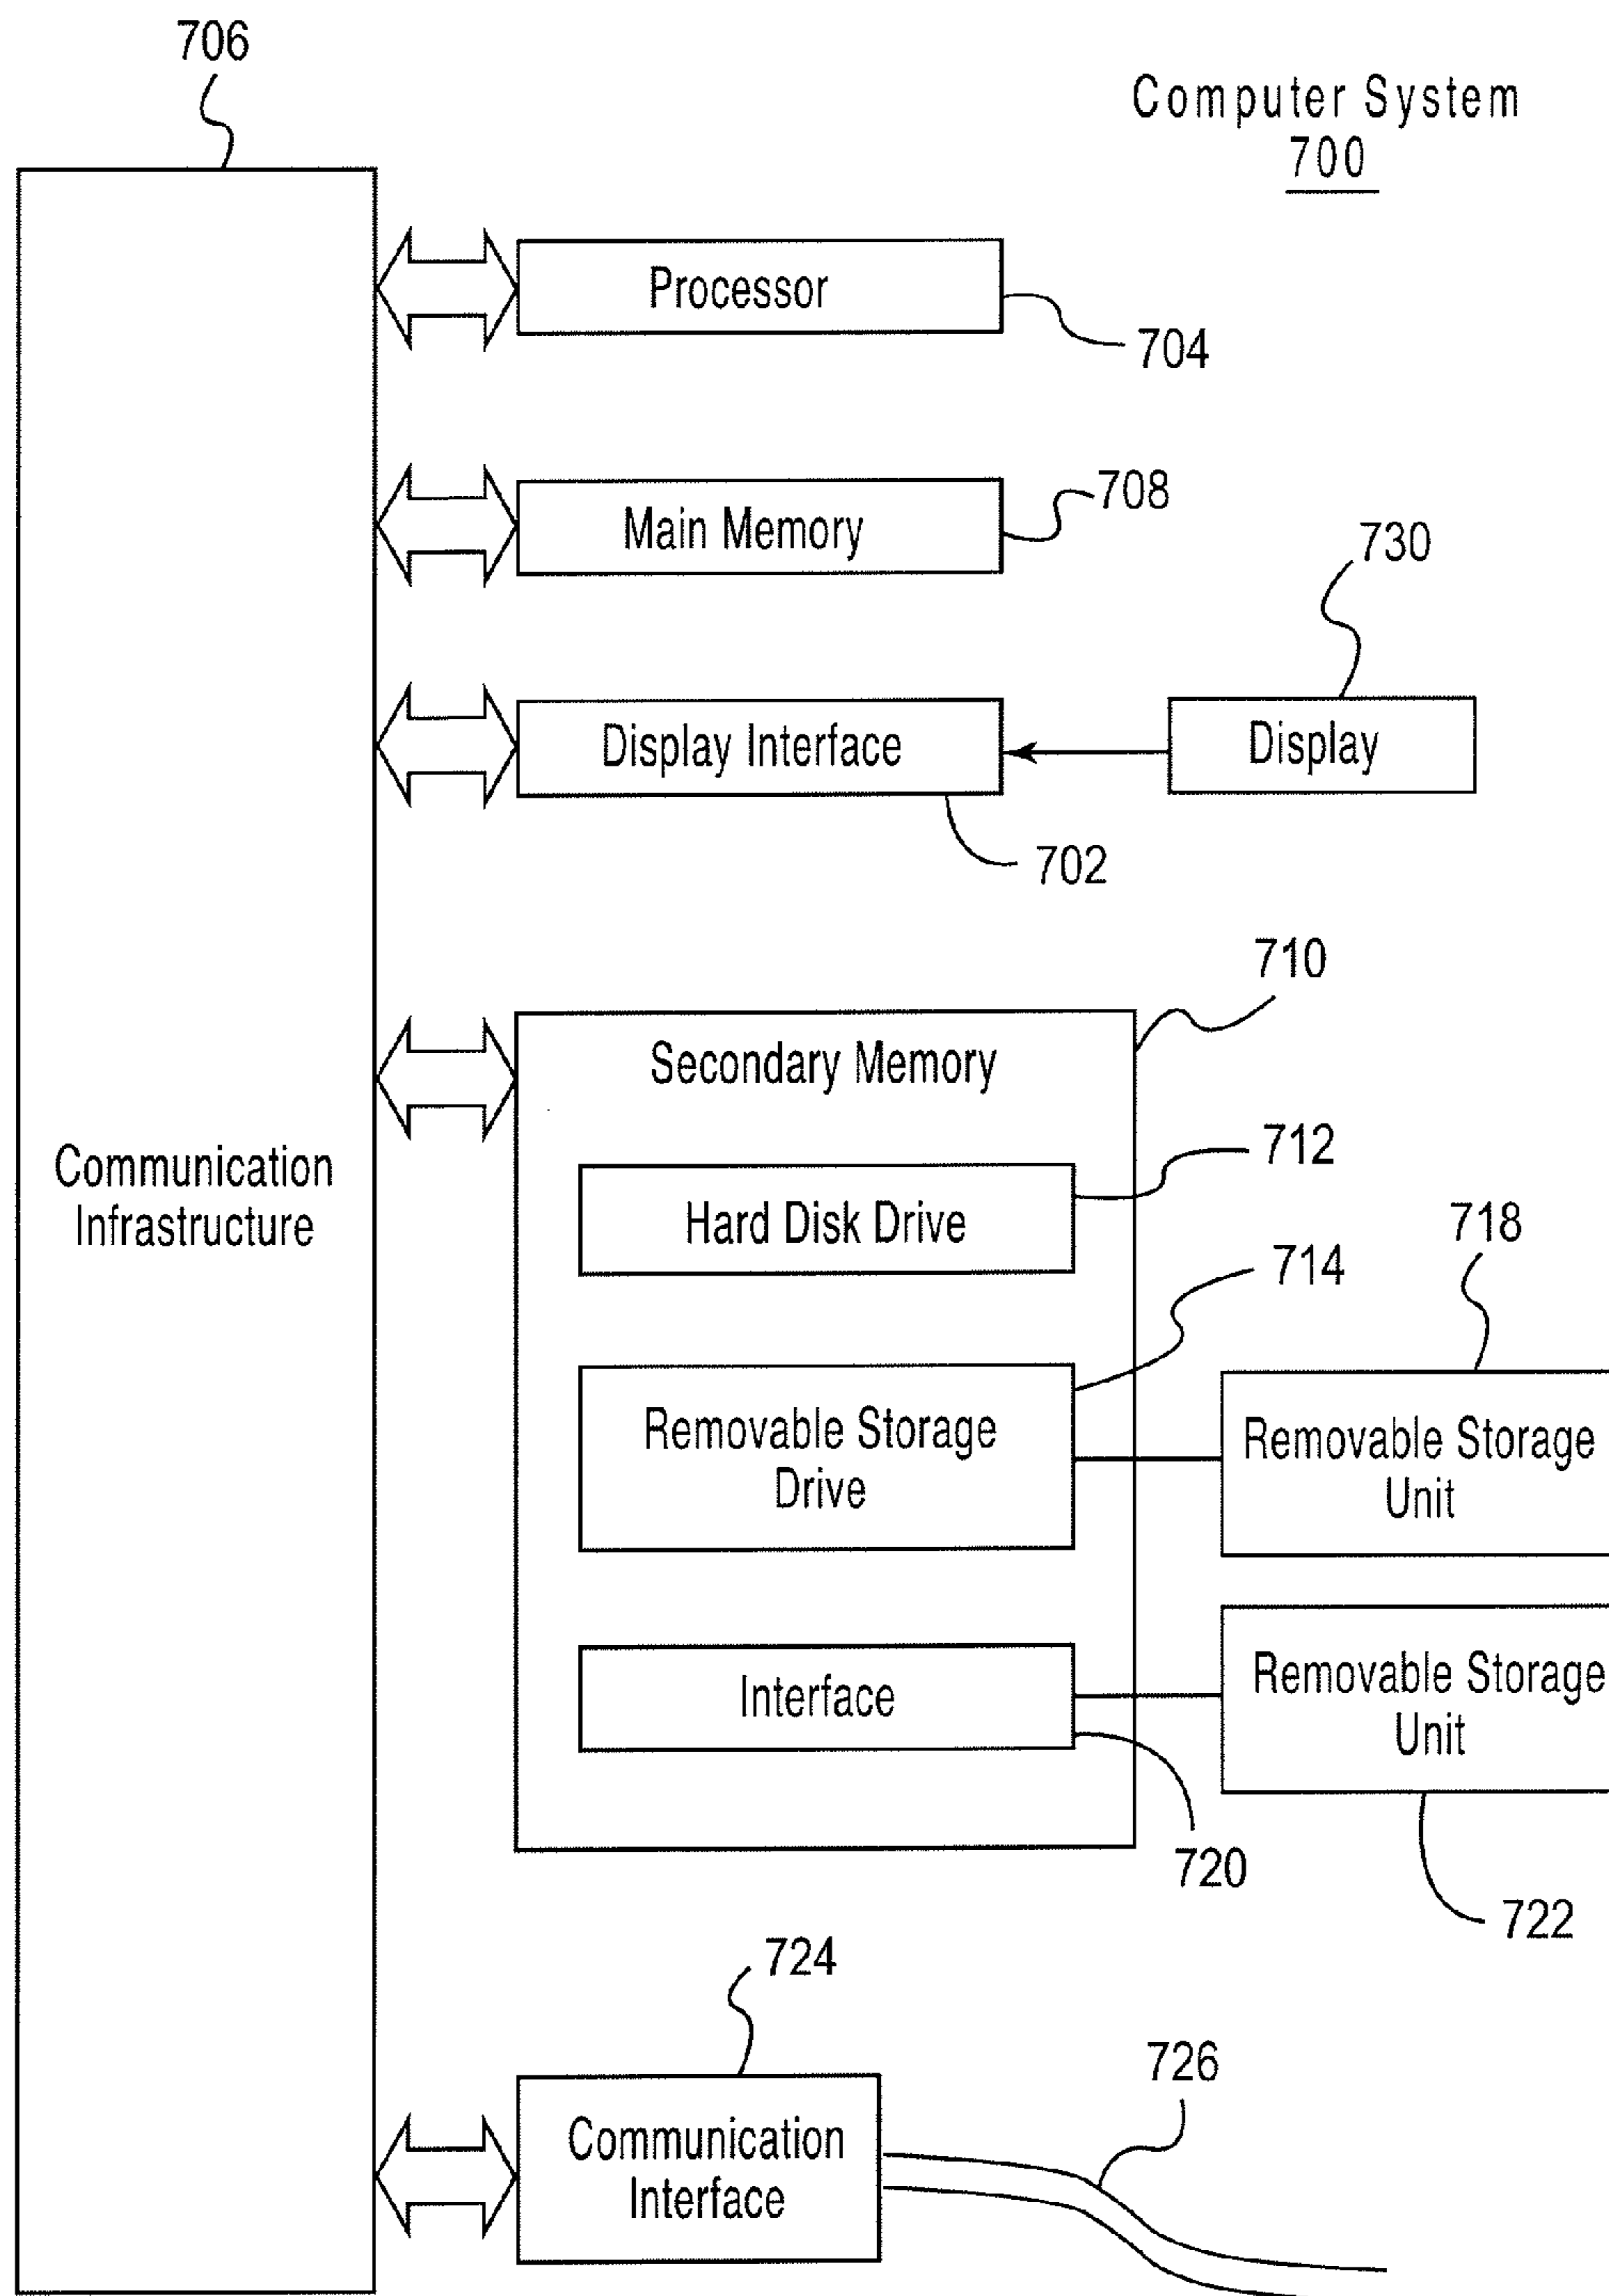 706
Computer System
700
Processor
704
Main Memory
708
730
Display Interface
Display
702
710
Secondary Memory
712
Hard Disk Drive
Communication
Infrastructure
718
714
Removable Storage
Drive
Removable Storage
Unit
Interface
Removable Storage
Unit
720
722
724
726
Communication
Interface